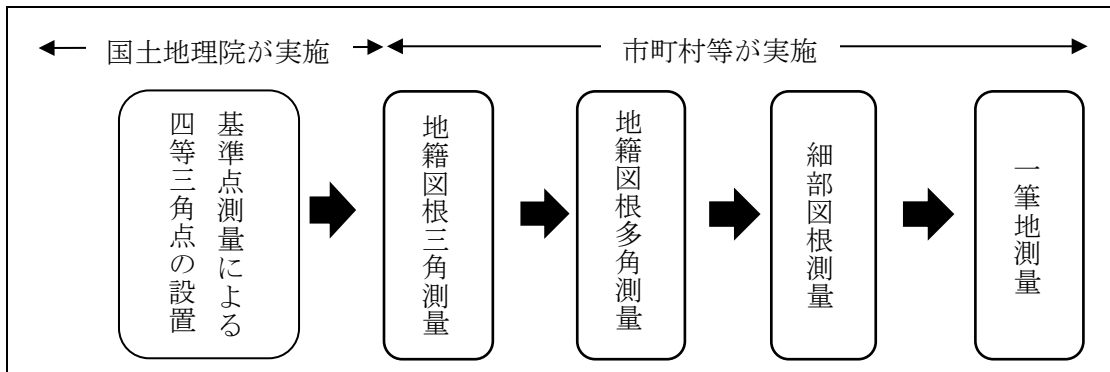 国土地理院が実施
市町村等が実施
基準点測量による
四等三角点の設置
地籍図根三角測量
地籍図根多角測量
細部図根測量
一筆地測量